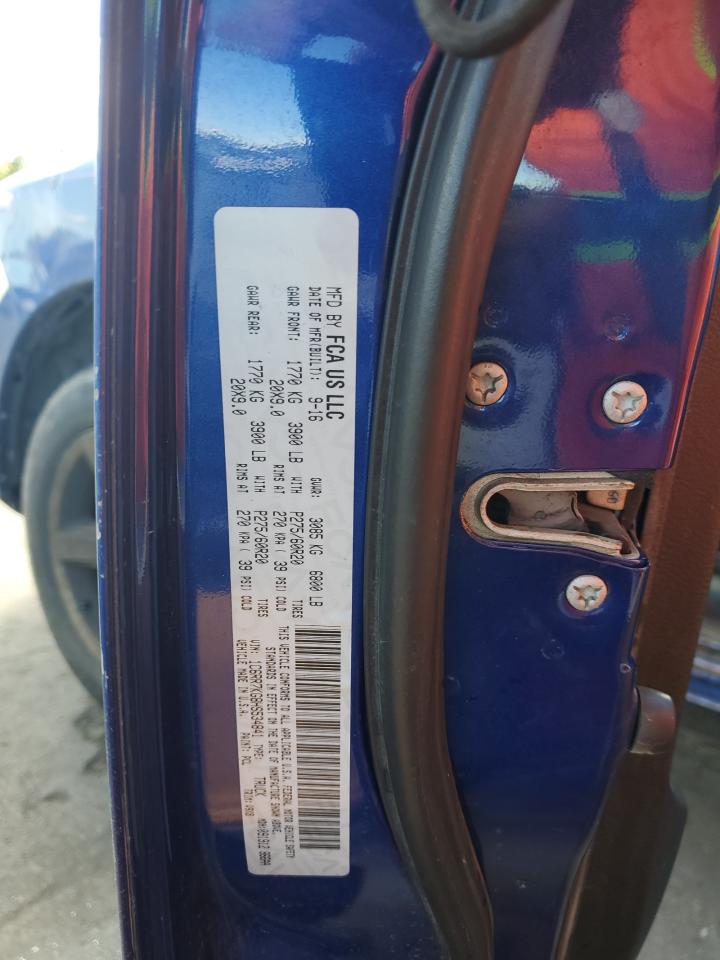 MFD BY FCA US LLC
DATE OF MFR(BUILT): 9-16 GVWR: 3085 KG 6800 LB
GAWR FRONT: 1770 KG 3900 LB WITH P275/60R20 TIRES
20X9.0 RIMS AT 270 KPA ( 39 PSI) COLD
GAWR REAR: 1770 KG 3900 LB WITH P275/60R20 TIRES
20X9.0 RIMS AT 270 KPA ( 39 PSI) COLD
THIS VEHICLE CONFORMS TO ALL APPLICABLE U.S.A. FEDERAL MOTOR VEHICLE SAFETY
STANDARDS IN EFFECT ON THE DATE OF MANUFACTURE SHOWN ABOVE.
VIN: 1C6RR7KG8HS534841 TYPE: TRUCK
VEHICLE MADE IN U.S.A. PAINT: PCL TRIM: